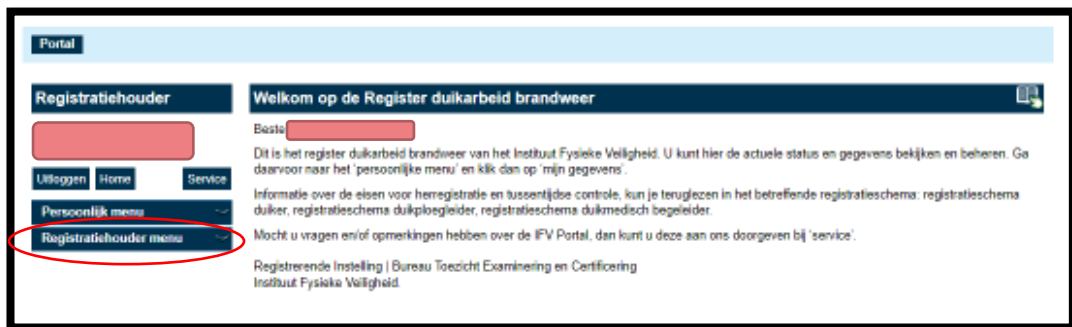 Portal
Registratiehouder
Welkom op de Register duikarbeid brandweer
Beste
Dit is het register duikarbeid brandweer van het Instituut Fysieke Veiligheid. U kunt hier de actuele status en gegevens bekijken en beheren. Ga
daarvoor naar het 'persoonlijke menu' en klik dan op 'mijn gegevens'.
Uitloggen Home Service
Informatie over de eisen voor herregistratie en tussentijdse controle, kun je teruglezen in het betreffende registratieschema: registratieschema
duiker, registratieschema duikploegleider, registratieschema duikmedisch begeleider.
Persoonlijk menu
Registratiehouder menu
Mocht u vragen en/of opmerkingen hebben over de IFV Portal, dan kunt u deze aan ons doorgeven bij 'service'.
Registrerende Instelling | Bureau Toezicht Examinering en Certificering
Instituut Fysieke Veiligheid.